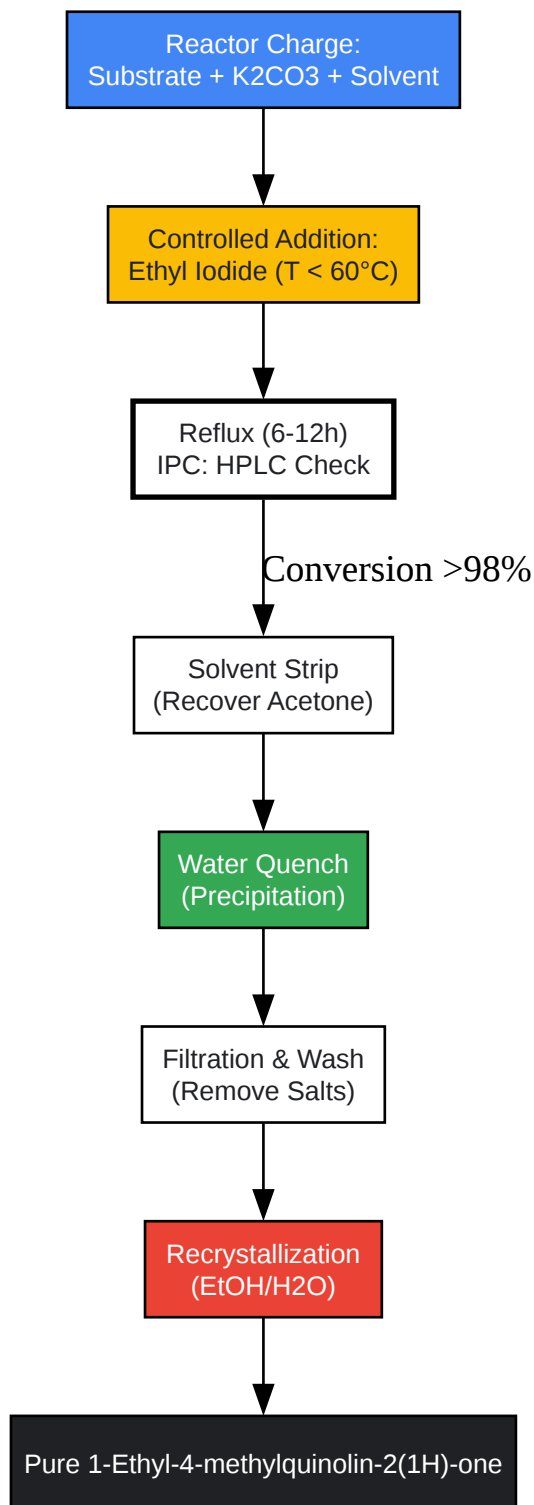 Reactor Charge:
Substrate + K2CO3 + Solvent
Controlled Addition:
Ethyl Iodide (T < 60°C)
Reflux (6-12h)
IPC: HPLC Check
Conversion >98%
Solvent Strip
(Recover Acetone)
Water Quench
(Precipitation)
Filtration & Wash
(Remove Salts)
Recrystallization
(EtOH/H2O)
Pure 1-Ethyl-4-methylquinolin-2(1H)-one